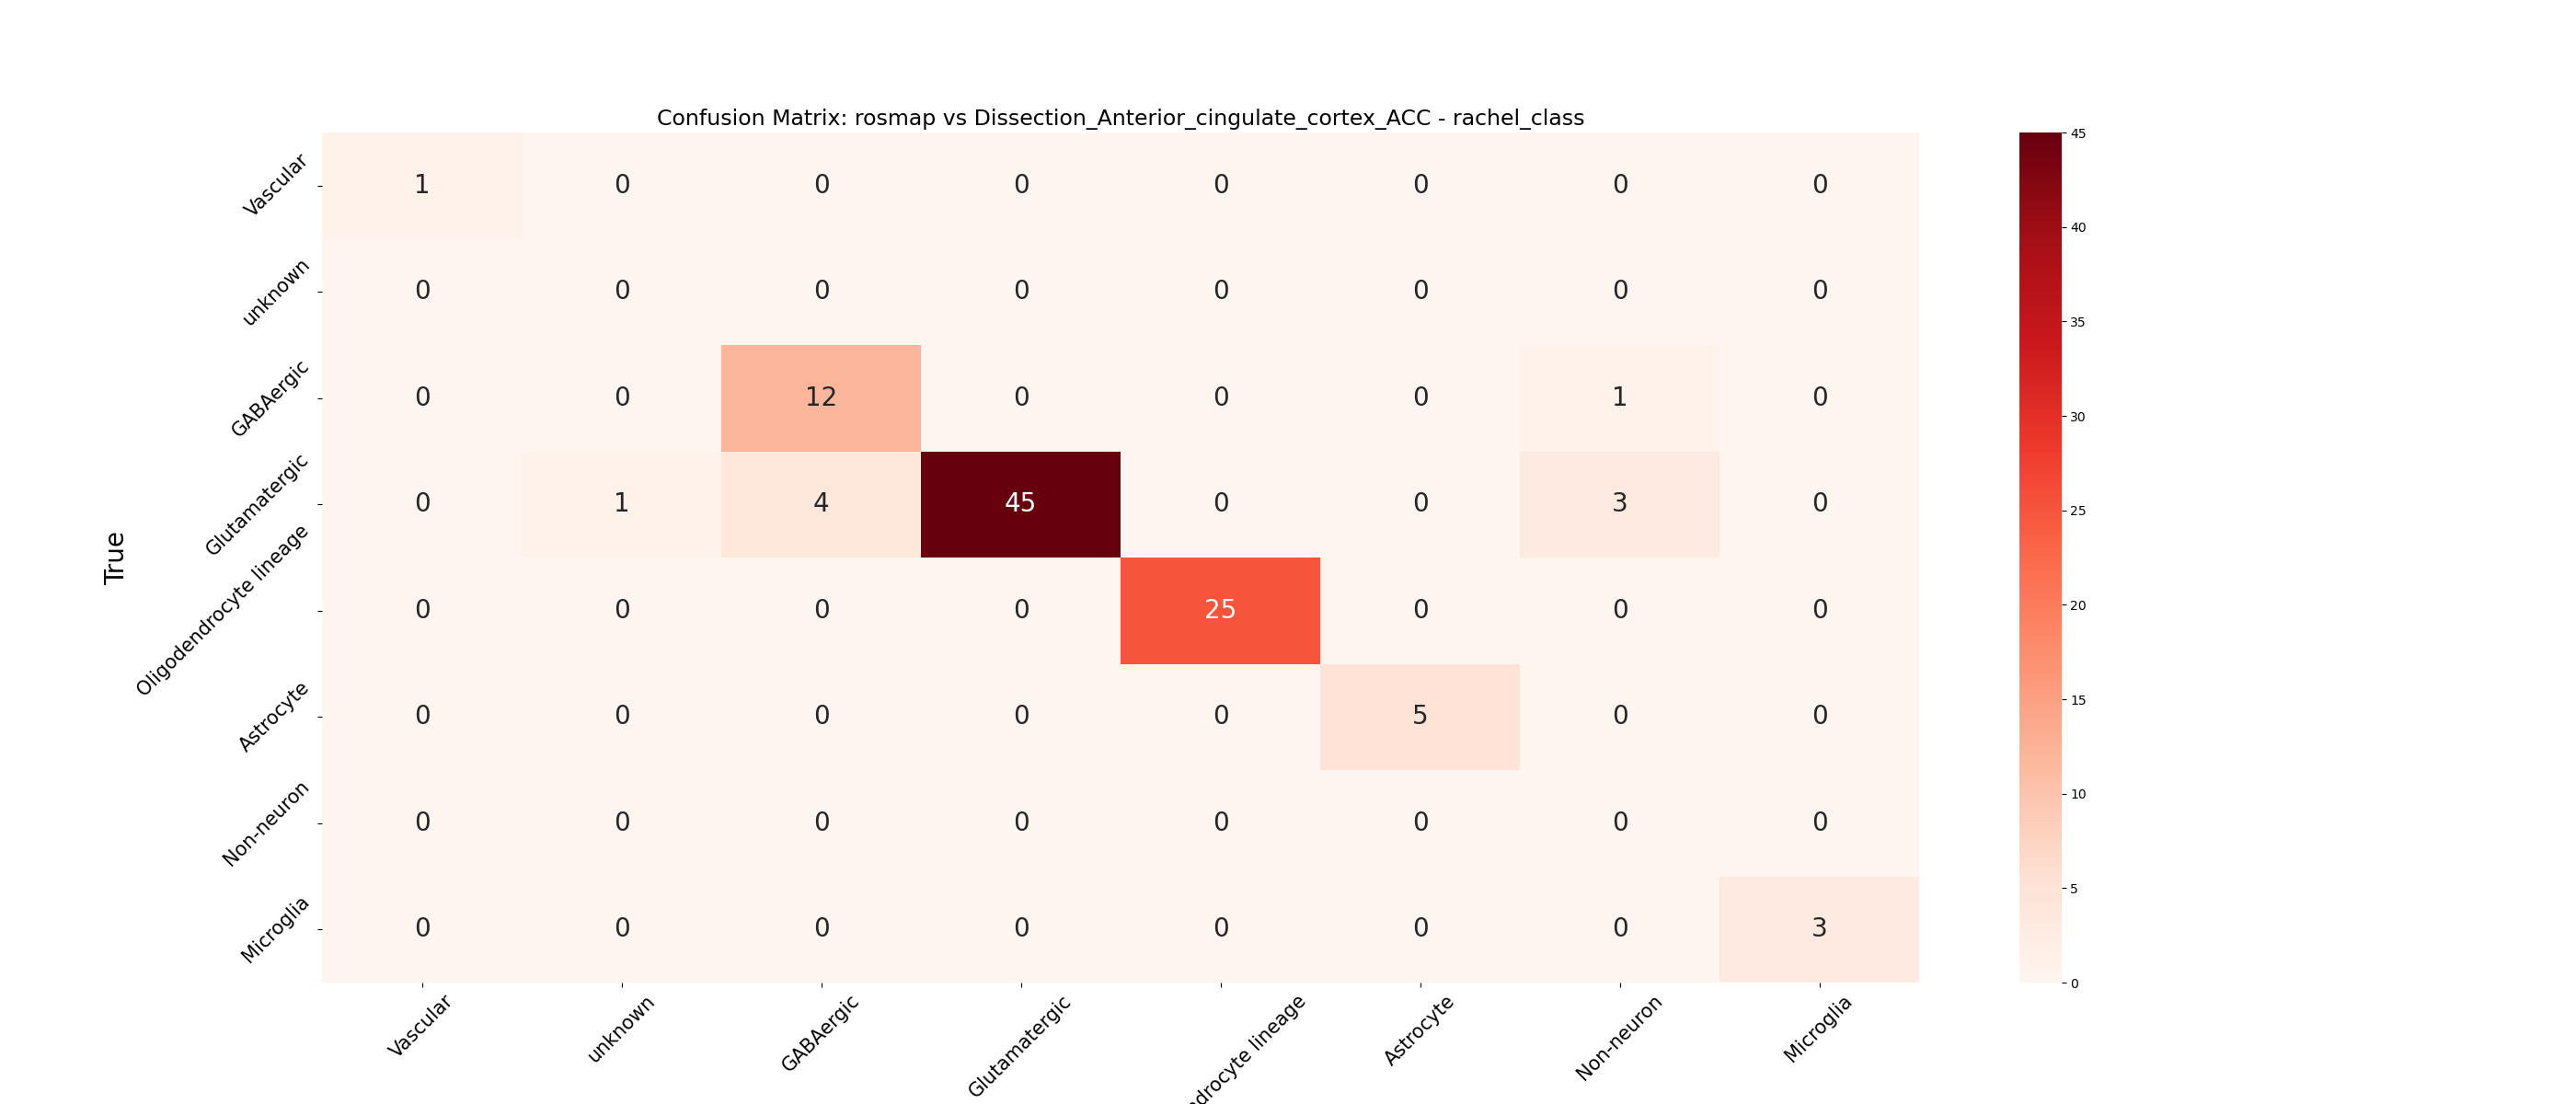 Confusion Matrix: rosmap vs Dissection_Anterior_cingulate_cortex_ACC - rachel_class
True
Vascular 1 0 0 0 0 0 0 0
unknown 0 0 0 0 0 0 0 0
GABAergic 0 0 12 0 0 0 1 0
Glutamatergic 0 1 4 45 0 0 3 0
Oligodendrocyte lineage 0 0 0 0 25 0 0 0
Astrocyte 0 0 0 0 0 5 0 0
Non-neuron 0 0 0 0 0 0 0 0
Microglia 0 0 0 0 0 0 0 3
Vascular unknown GABAergic Glutamatergic lineage Astrocyte Non-neuron Microglia
45
40
35
30
25
20
15
10
5
0